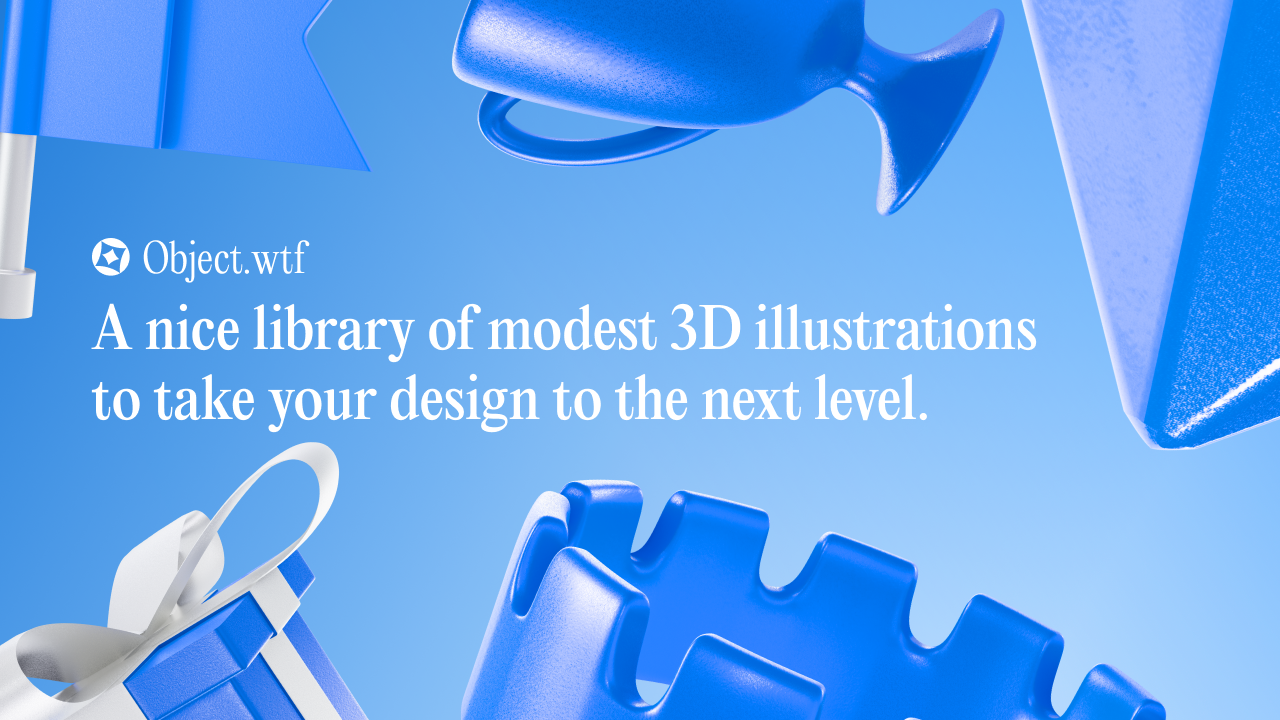 Object.wtf
A nice library of modest 3D illustrations
to take your design to the next level.